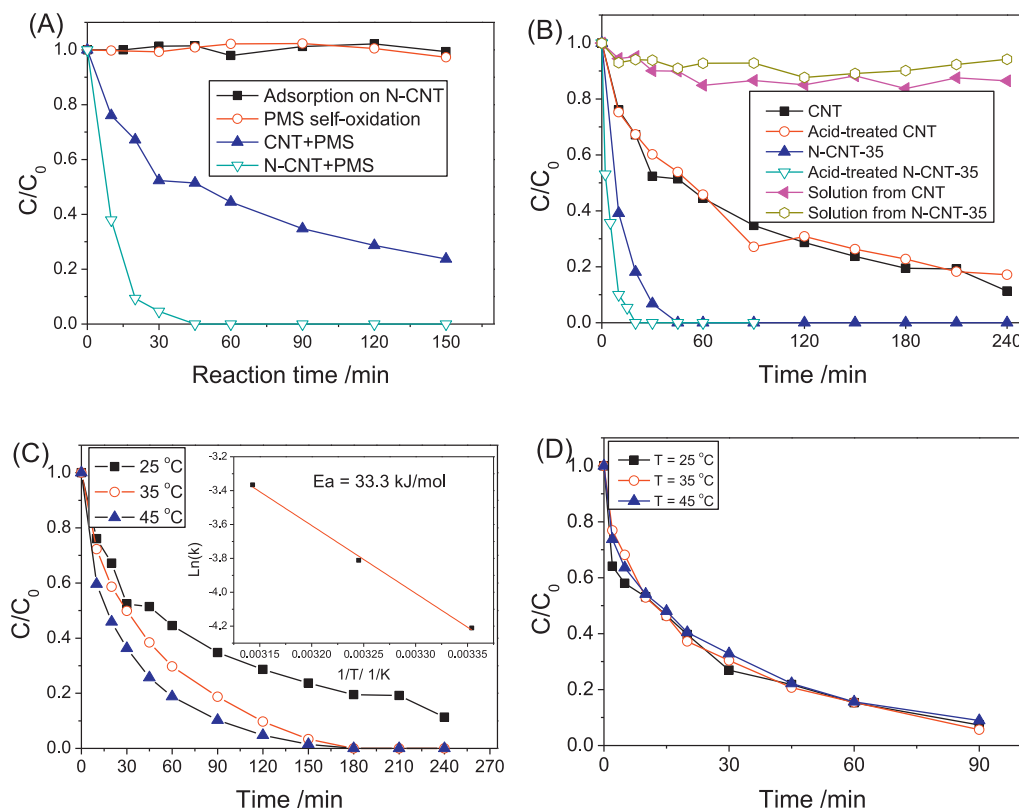 (A)
1.0
0.8
0.6
0.4
0.2
0.0
C/C0
Adsorption on N-CNT
PMS self-oxidation
CNT+PMS
N-CNT+PMS
0 30 60 90 120 150
Reaction time /min
(B)
1.0
0.8
0.6
0.4
0.2
0.0
C/C0
CNT
Acid-treated CNT
N-CNT-35
Acid-treated N-CNT-35
Solution from CNT
Solution from N-CNT-35
0 60 120 180 240
Time /min
(C)
1.0
0.8
0.6
0.4
0.2
0.0
C/C0
25 °C
35 °C
45 °C
Ea = 33.3 kJ/mol
-3.4
-3.8
-4.0
-4.2
Ln(k)
0.00315 0.00320 0.00325 0.00330 0.00335
1/T/ 1/K
0 30 60 90 120 150 180 210 240 270
Time /min
(D)
1.0
0.8
0.6
0.4
0.2
0.0
C/C0
T = 25 °C
T = 35 °C
T = 45 °C
0 30 60 90
Time /min